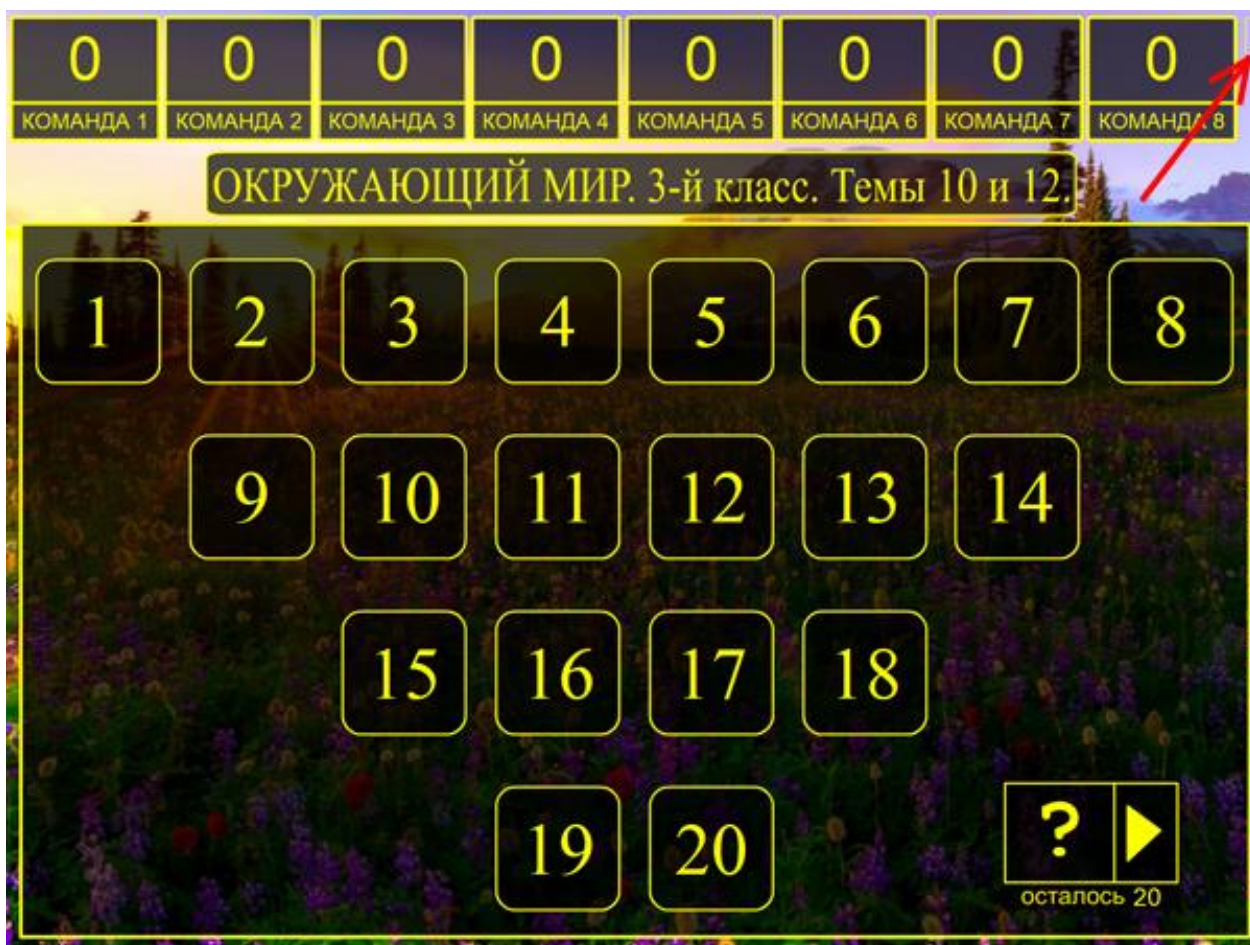 0 0 0 0 0 0 0 0
КОМАНДА 1 КОМАНДА 2 КОМАНДА 3 КОМАНДА 4 КОМАНДА 5 КОМАНДА 6 КОМАНДА 7 КОМАНДА 8
ОКРУЖАЮЩИЙ МИР. 3-й класс. Темы 10 и 12.
1 2 3 4 5 6 7 8
9 10 11 12 13 14
15 16 17 18
19 20 ?
осталось 20